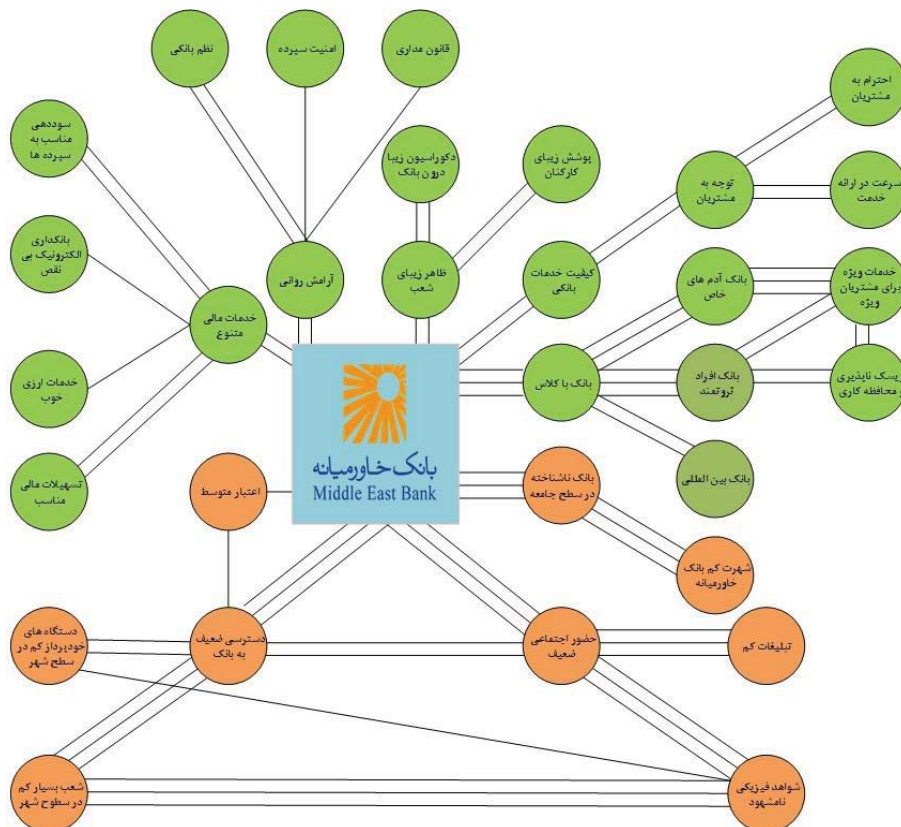 نظم بانکی
امنیت سپرده
قانون مداری
احترام به
مشتریان
سوددهی
مناسب به
سپرده ها
دکوراسیون زیبا
درون بانک
پوشش زیبای
کارکنان
توجه به
مشتریان
سرعت در ارائه
خدمت
بانکداری
الکترونیک بی
نقص
آرامش روانی
ظاهر زیبای
شعب
کیفیت خدمات
بانکی
بانک آدم های
خاص
خدمات ویژه
برای مشتریان
ویژه
خدمات مالی
متنوع
خدمات ارزی
خوب
بانک با کلاس
بانک افراد
ثروتمند
ریسک ناپذیری
و محافظه کاری
بانک خاورمیانه
Middle East Bank
تسهیلات مالی
مناسب
اعتبار متوسط
بانک ناشناخته
در سطح جامعه
بانک بین المللی
شهرت کم بانک
خاورمیانه
دستگاه های
خودپرداز کم در
سطح شهر
دسترسی ضعیف
به بانک
حضور اجتماعی
ضعیف
تبلیغات کم
شعب بسیار کم
در سطوح شهر
شواهد فیزیکی
نامشهود